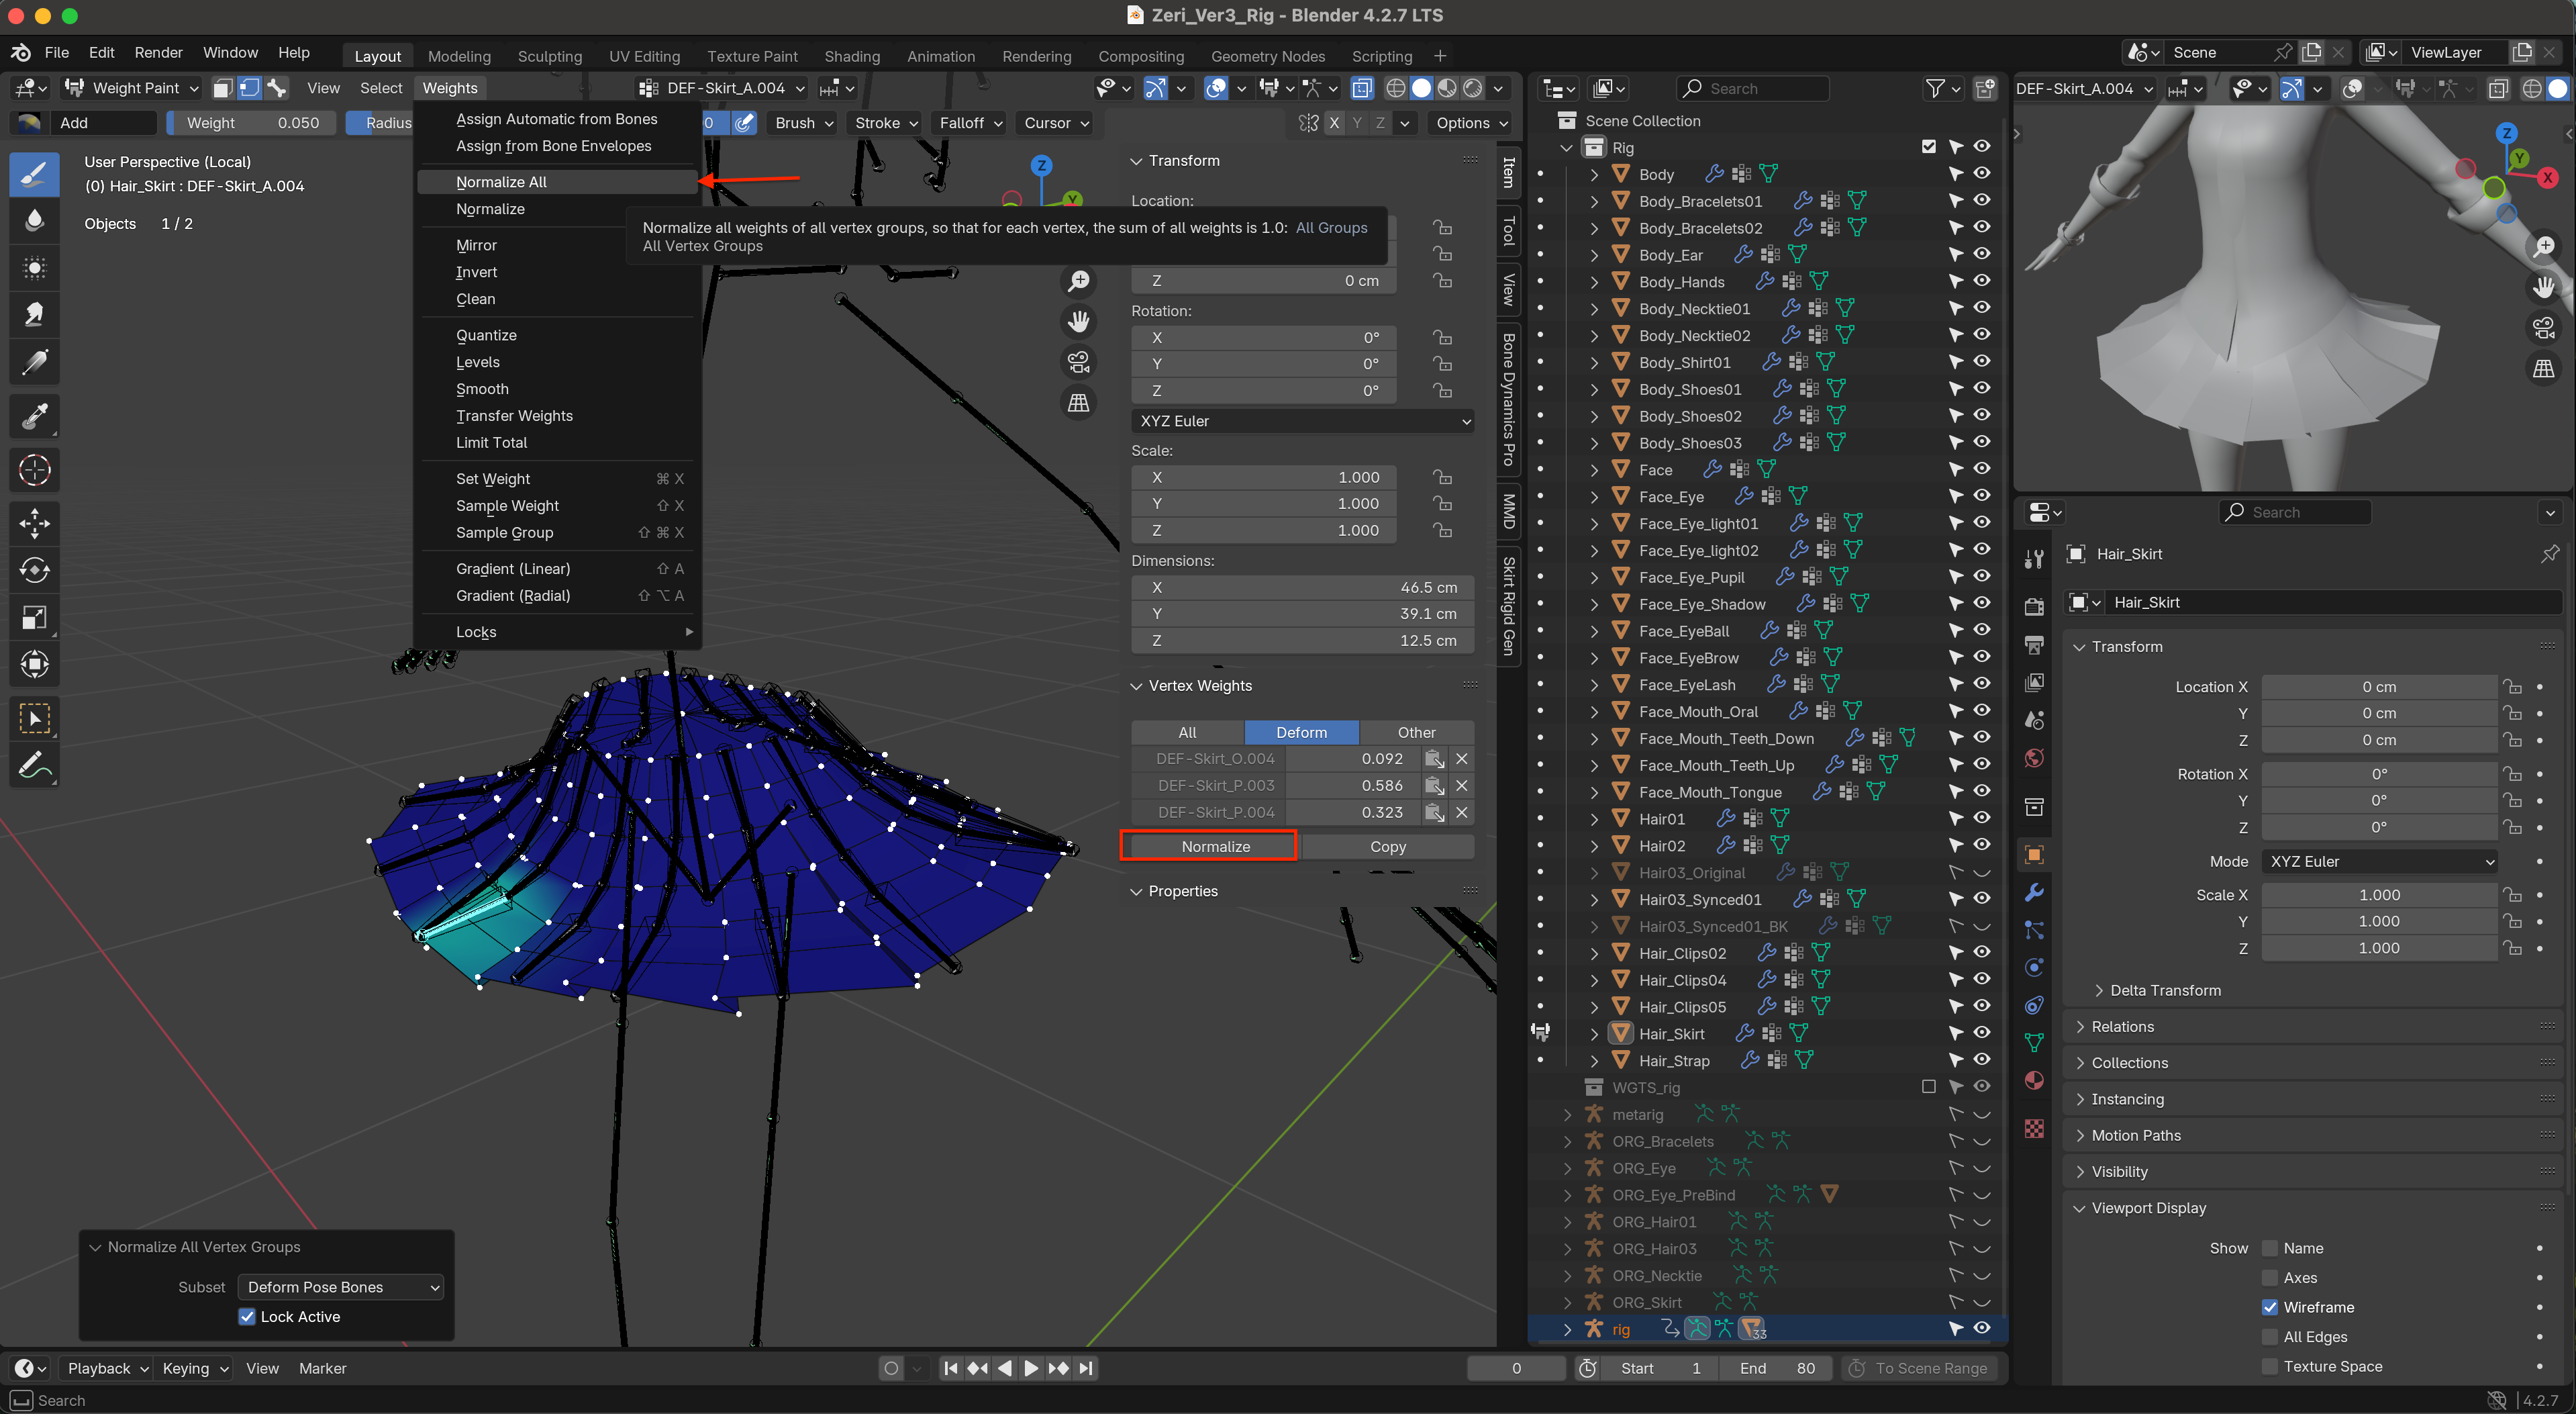 Zeri_Ver3_Rig - Blender 4.2.7 LTS
File Edit Render Window Help Layout Modeling Sculpting UV Editing Texture Paint Shading Animation Rendering Compositing Geometry Nodes Scripting + Scene ViewLayer
Weight Paint View Select Weights DEF-Skirt_A.004 Search DEF-Skirt_A.004
Add Weight 0.050 Radius 0 Brush Stroke Falloff Cursor X Y Z Options
User Perspective (Local)
(0) Hair_Skirt : DEF-Skirt_A.004
Objects 1 / 2
Assign Automatic from Bones
Assign from Bone Envelopes
Normalize All
Normalize
Mirror
Invert
Clean
Quantize
Levels
Smooth
Transfer Weights
Limit Total
Set Weight ⌘ X
Sample Weight ⇧ X
Sample Group ⇧ ⌘ X
Gradient (Linear) ⇧ A
Gradient (Radial) ⇧ ⌥ A
Locks
Normalize all weights of all vertex groups, so that for each vertex, the sum of all weights is 1.0: All Groups
All Vertex Groups
Z
Y
Transform
Location:
Z 0 cm
Rotation:
X 0°
Y 0°
Z 0°
XYZ Euler
Scale:
X 1.000
Y 1.000
Z 1.000
Dimensions:
X 46.5 cm
Y 39.1 cm
Z 12.5 cm
Vertex Weights
All Deform Other
DEF-Skirt_O.004 0.092
DEF-Skirt_P.003 0.586
DEF-Skirt_P.004 0.323
Normalize Copy
Properties
Item
Tool
View
Bone Dynamics Pro
MMD
Skirt Rigid Gen
Scene Collection
Rig
Body
Body_Bracelets01
Body_Bracelets02
Body_Ear
Body_Hands
Body_Necktie01
Body_Necktie02
Body_Shirt01
Body_Shoes01
Body_Shoes02
Body_Shoes03
Face
Face_Eye
Face_Eye_light01
Face_Eye_light02
Face_Eye_Pupil
Face_Eye_Shadow
Face_EyeBall
Face_EyeBrow
Face_EyeLash
Face_Mouth_Oral
Face_Mouth_Teeth_Down
Face_Mouth_Teeth_Up
Face_Mouth_Tongue
Hair01
Hair02
Hair03_Original
Hair03_Synced01
Hair03_Synced01_BK
Hair_Clips02
Hair_Clips04
Hair_Clips05
Hair_Skirt
Hair_Strap
WGTS_rig
metarig
ORG_Bracelets
ORG_Eye
ORG_Eye_PreBind
ORG_Hair01
ORG_Hair03
ORG_Necktie
ORG_Skirt
rig 33
Z
Y
X
Search
Hair_Skirt
Hair_Skirt
Transform
Location X 0 cm
Y 0 cm
Z 0 cm
Rotation X 0°
Y 0°
Z 0°
Mode XYZ Euler
Scale X 1.000
Y 1.000
Z 1.000
Delta Transform
Relations
Collections
Instancing
Motion Paths
Visibility
Viewport Display
Show Name
Axes
Wireframe
All Edges
Texture Space
Normalize All Vertex Groups
Subset Deform Pose Bones
Lock Active
Playback Keying View Marker 0 Start 1 End 80 To Scene Range
Search 4.2.7